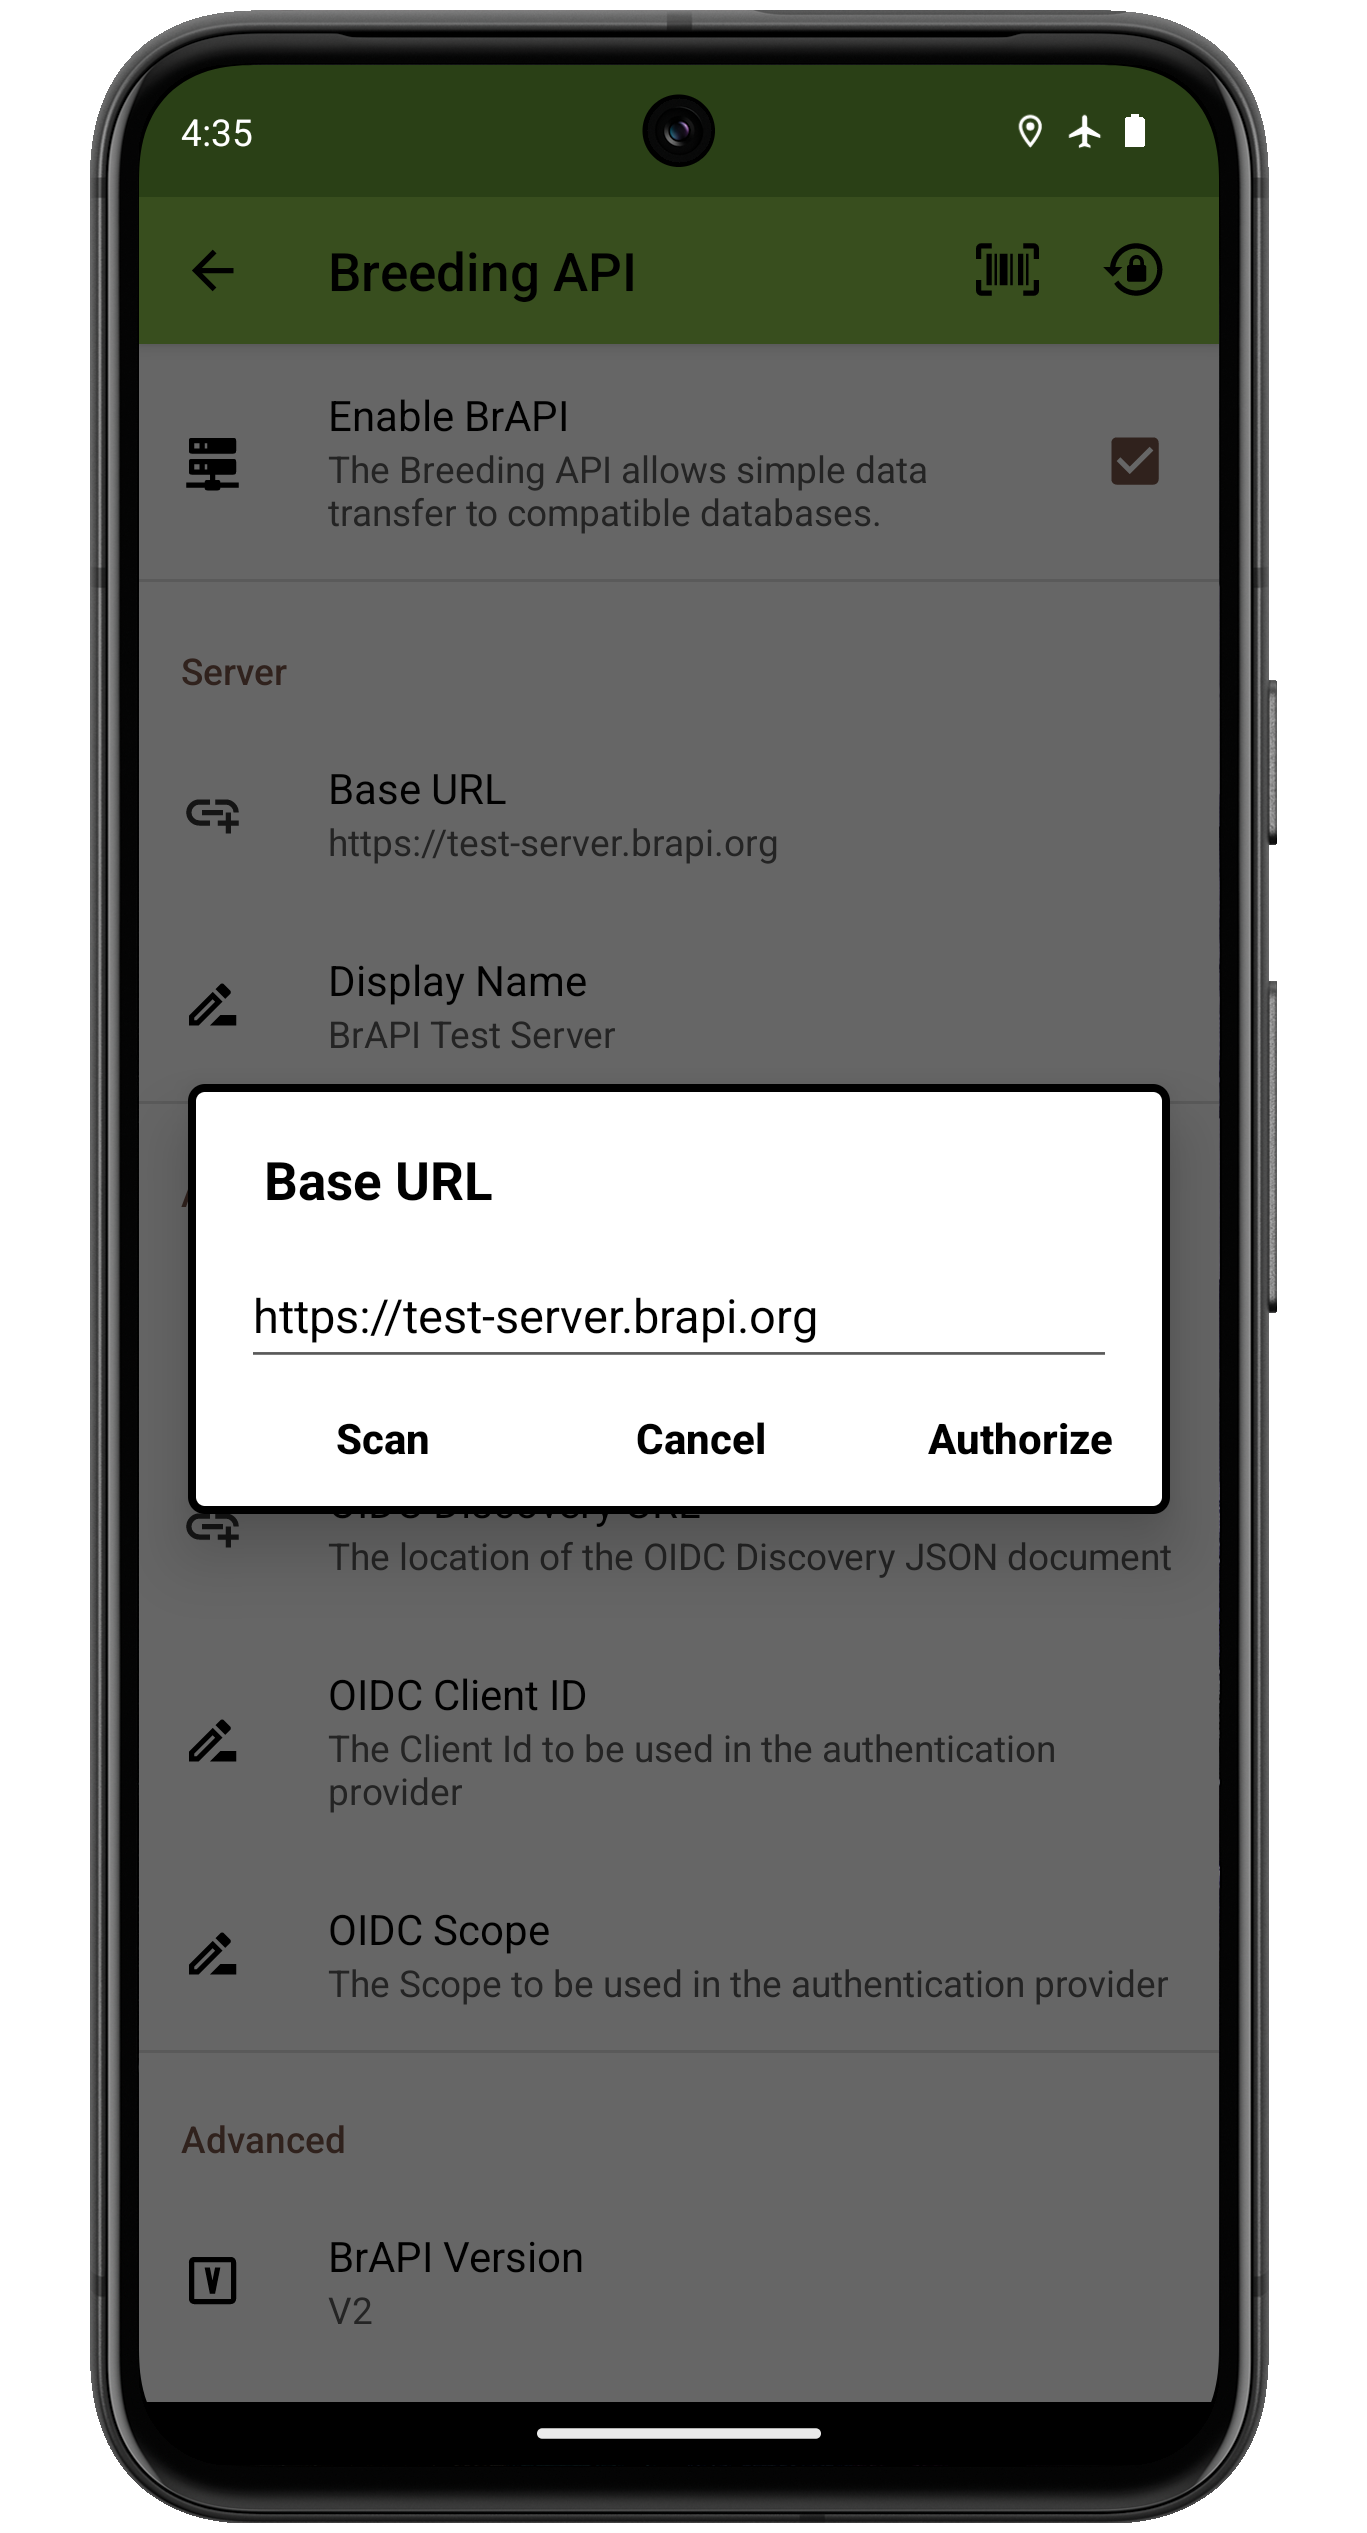 4:35
Breeding API
Enable BrAPI
The Breeding API allows simple data
transfer to compatible databases.
Server
Base URL
https://test-server.brapi.org
Display Name
BrAPI Test Server
Base URL
https://test-server.brapi.org
Scan Cancel Authorize
OIDC Discovery URL
The location of the OIDC Discovery JSON document
OIDC Client ID
The Client Id to be used in the authentication
provider
OIDC Scope
The Scope to be used in the authentication provider
Advanced
BrAPI Version
V2